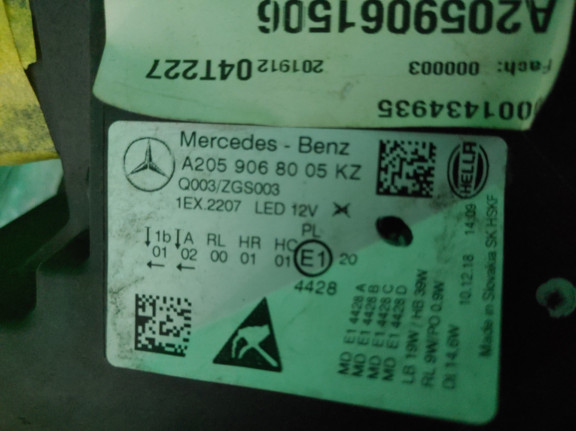 A2059061506
Fach: 000003
201912 04T227
0001434935
Mercedes - Benz
A205 906 80 05 KZ
Q003/ZGS003
1EX.2207 LED 12V
HELLA
PL
1b A RL HR HC
01 02 00 01 01 E1 20
4428
MD E1 4428 A
MD E1 4428 B
MD E1 4428 C
MD E1 4428 D
LB 19W / HB 39W
RL 9W/PO 0.9W
DI 14.6W
10.12.18 14:09
Made in Slovakia SK HSKF